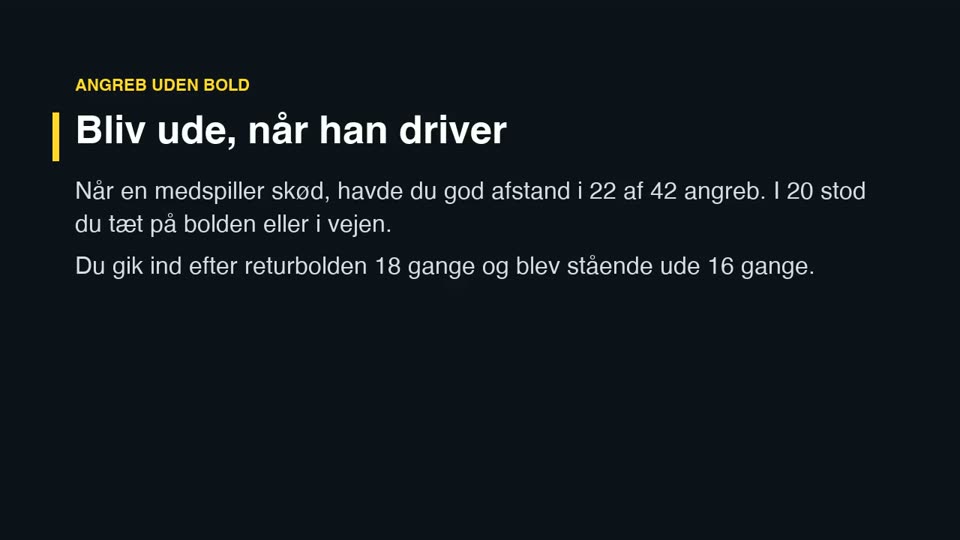 ANGREB UDEN BOLD
Bliv ude, når han driver
Når en medspiller skød, havde du god afstand i 22 af 42 angreb. I 20 stod
du tæt på bolden eller i vejen.
Du gik ind efter returbolden 18 gange og blev stående ude 16 gange.